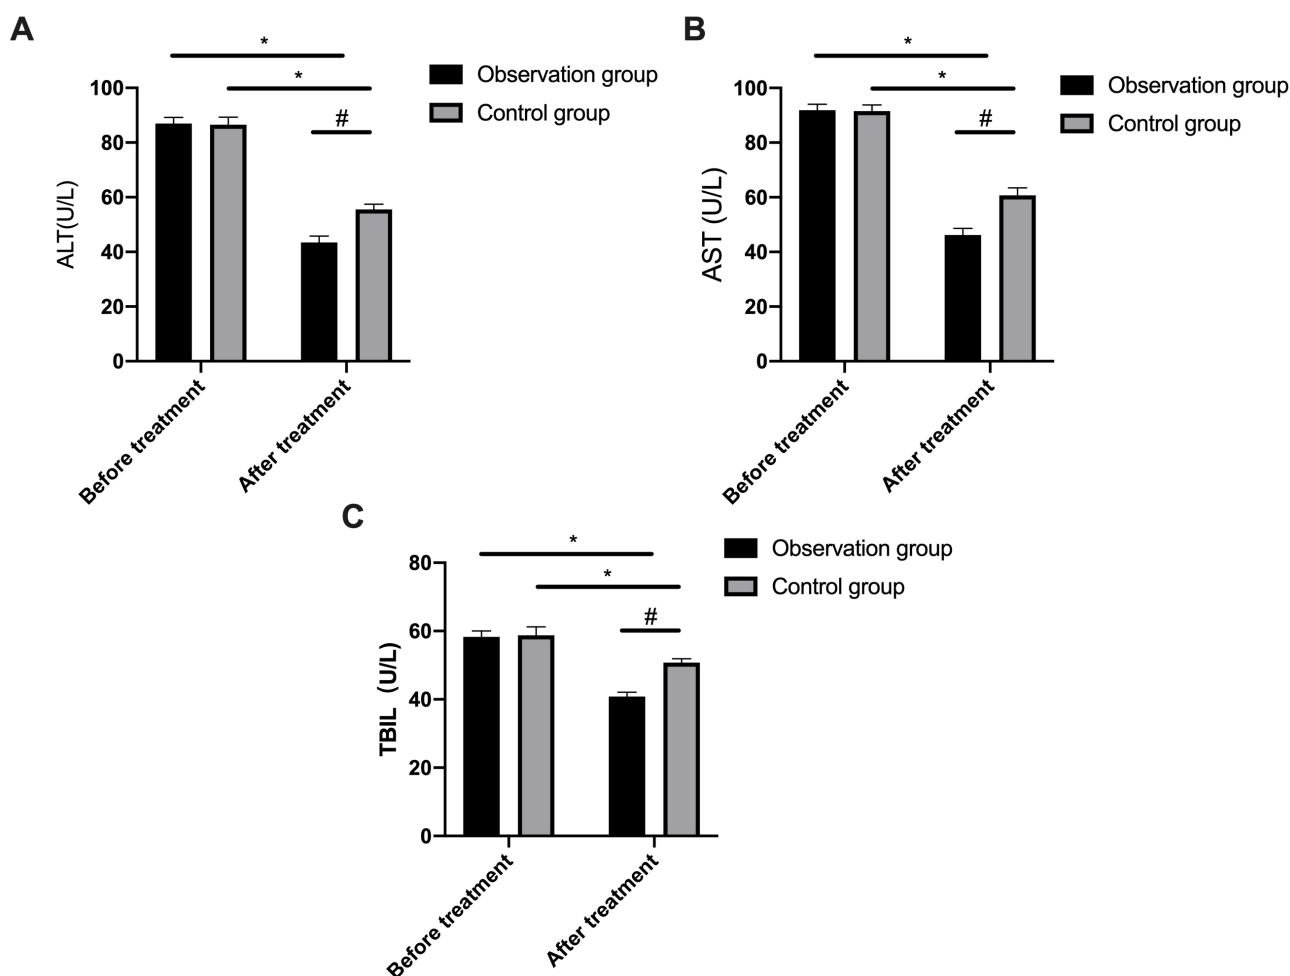 A
*
*
#
100
80
60
40
20
0
ALT(U/L)
Before treatment
After treatment
Observation group
Control group
B
*
*
#
100
80
60
40
20
0
AST (U/L)
Before treatment
After treatment
Observation group
Control group
C
*
*
#
80
60
40
20
0
TBIL (U/L)
Before treatment
After treatment
Observation group
Control group